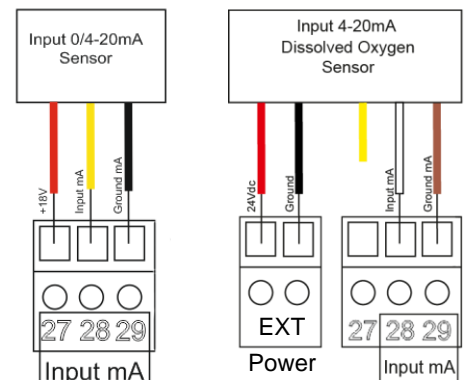 Input 0/4-20mA
Sensor
+18V
Input mA
Ground mA
27 28 29
Input mA
Input 4-20mA
Dissolved Oxygen
Sensor
24Vdc
Ground
Input mA
Ground mA
EXT
Power
27 28 29
Input mA